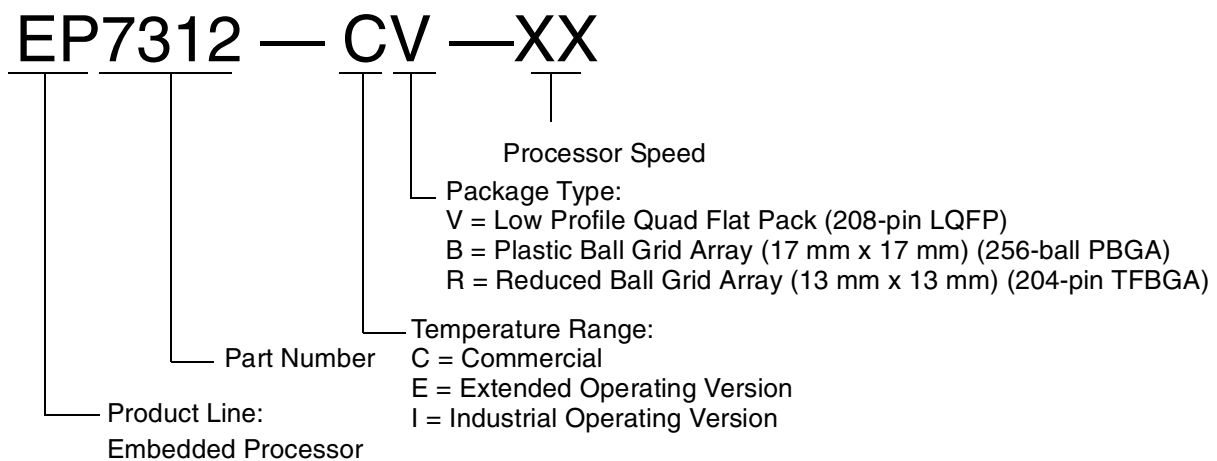 EP7312 — CV —XX
Processor Speed
Package Type:
V = Low Profile Quad Flat Pack (208-pin LQFP)
B = Plastic Ball Grid Array (17 mm x 17 mm) (256-ball PBGA)
R = Reduced Ball Grid Array (13 mm x 13 mm) (204-pin TFBGA)
Temperature Range:
C = Commercial
E = Extended Operating Version
I = Industrial Operating Version
Part Number
Product Line:
Embedded Processor